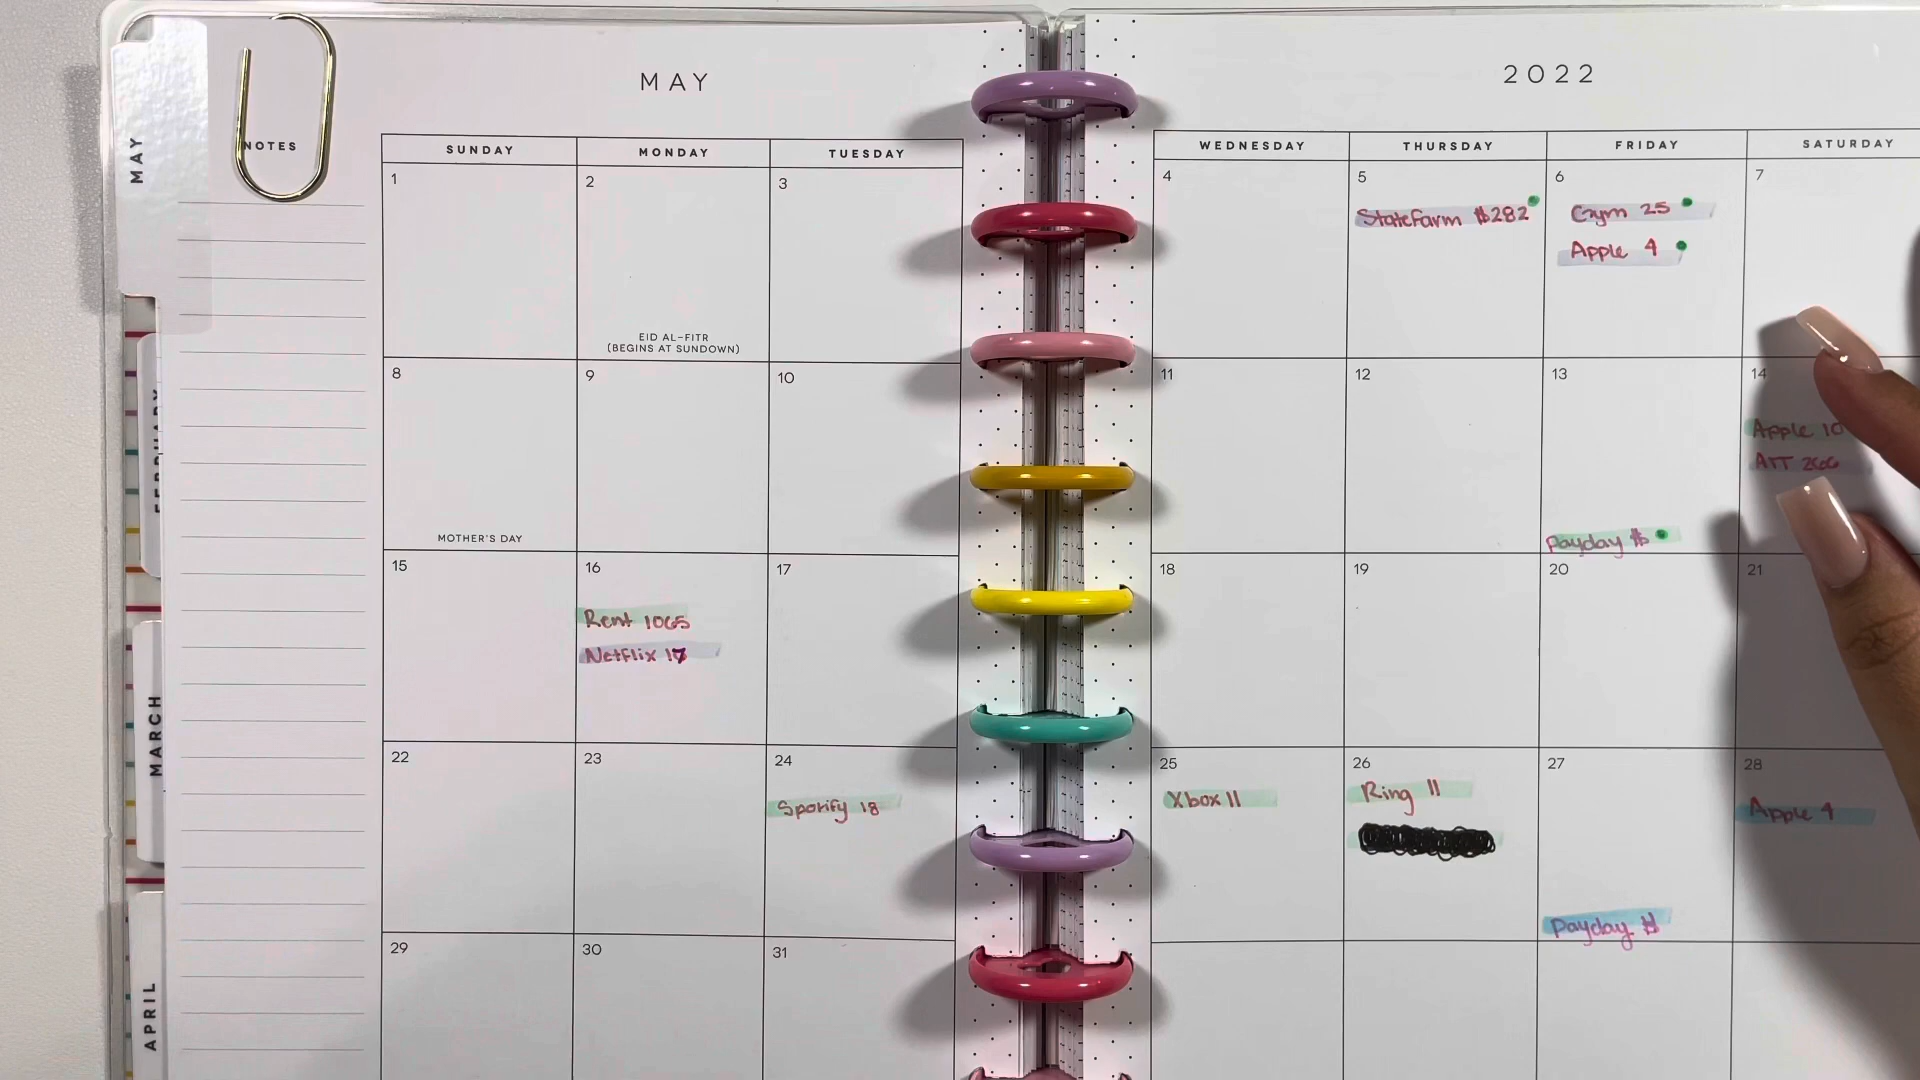 MAY
2022
MAY
NOTES
SUNDAY MONDAY TUESDAY WEDNESDAY THURSDAY FRIDAY SATURDAY
1 2 3 4 5 6 7
StateFarm $282
Gym 25
Apple 4
EID AL-FITR
(BEGINS AT SUNDOWN)
8 9 10 11 12 13 14
Apple 10
ATT 266
MOTHER'S DAY
payday $
15 16 17 18 19 20 21
Rent 1065
Netflix 17
22 23 24 25 26 27 28
Spotify 18
Xbox 11
Ring 11
Apple 4
Payday $
29 30 31
FEBRUARY
MARCH
APRIL